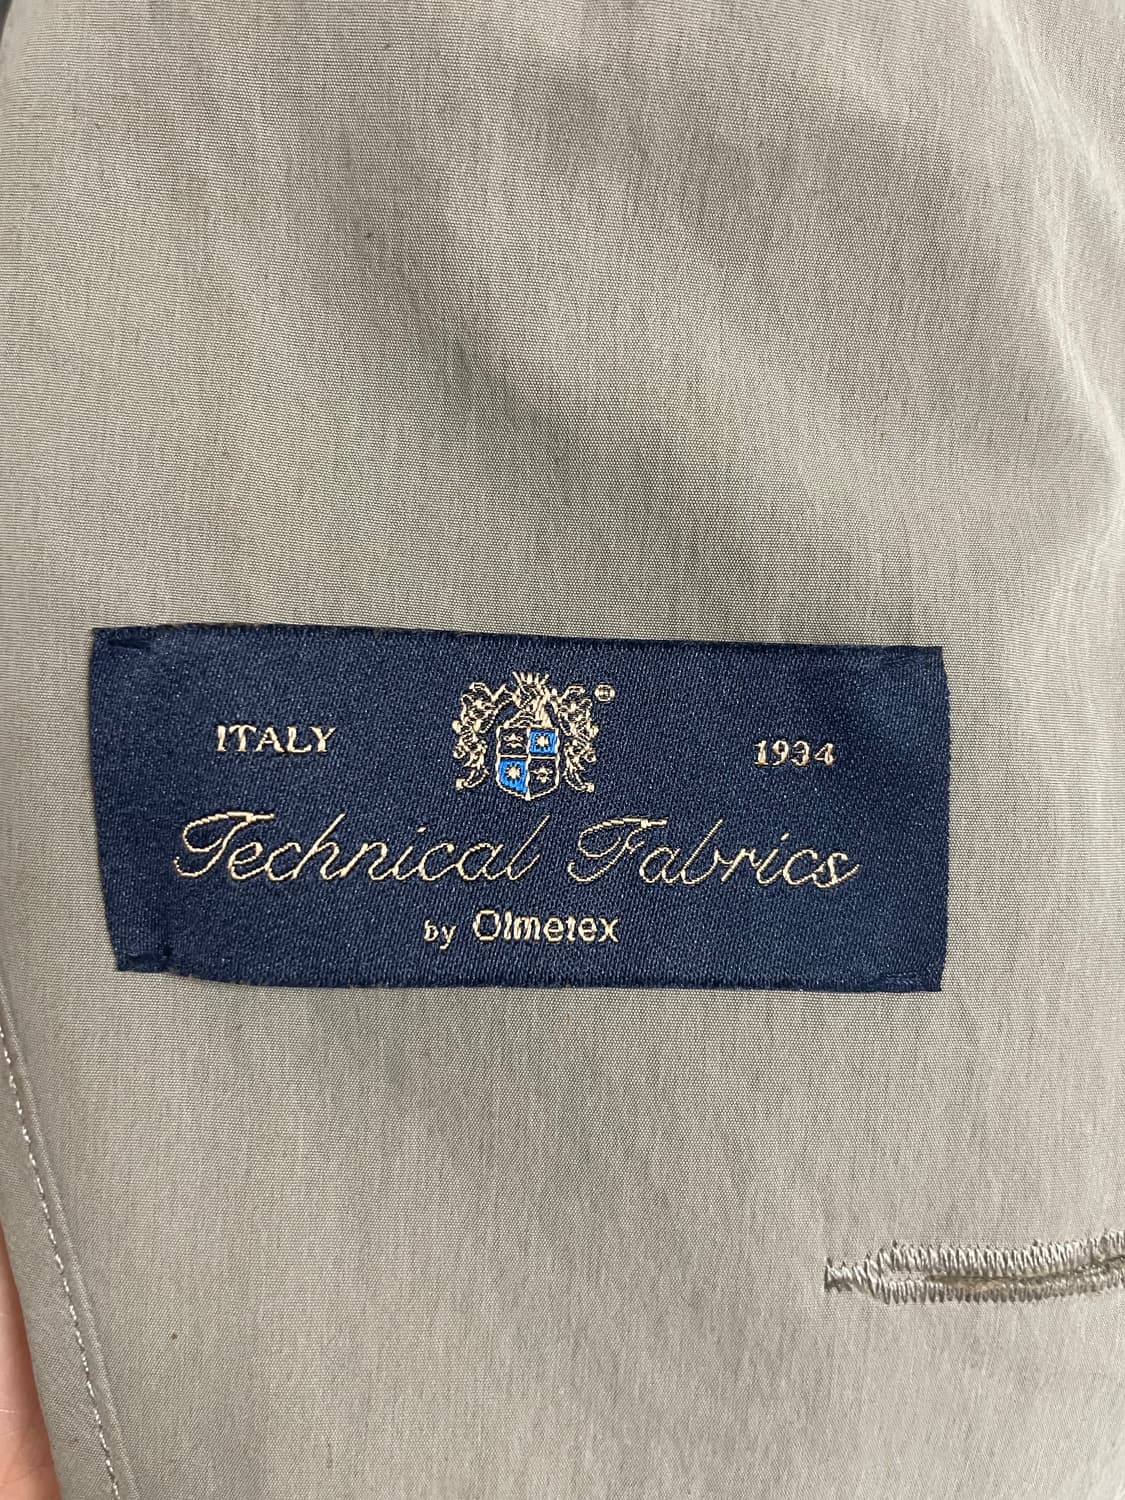 ITALY 1934
Technical Fabrics
by Olmetex